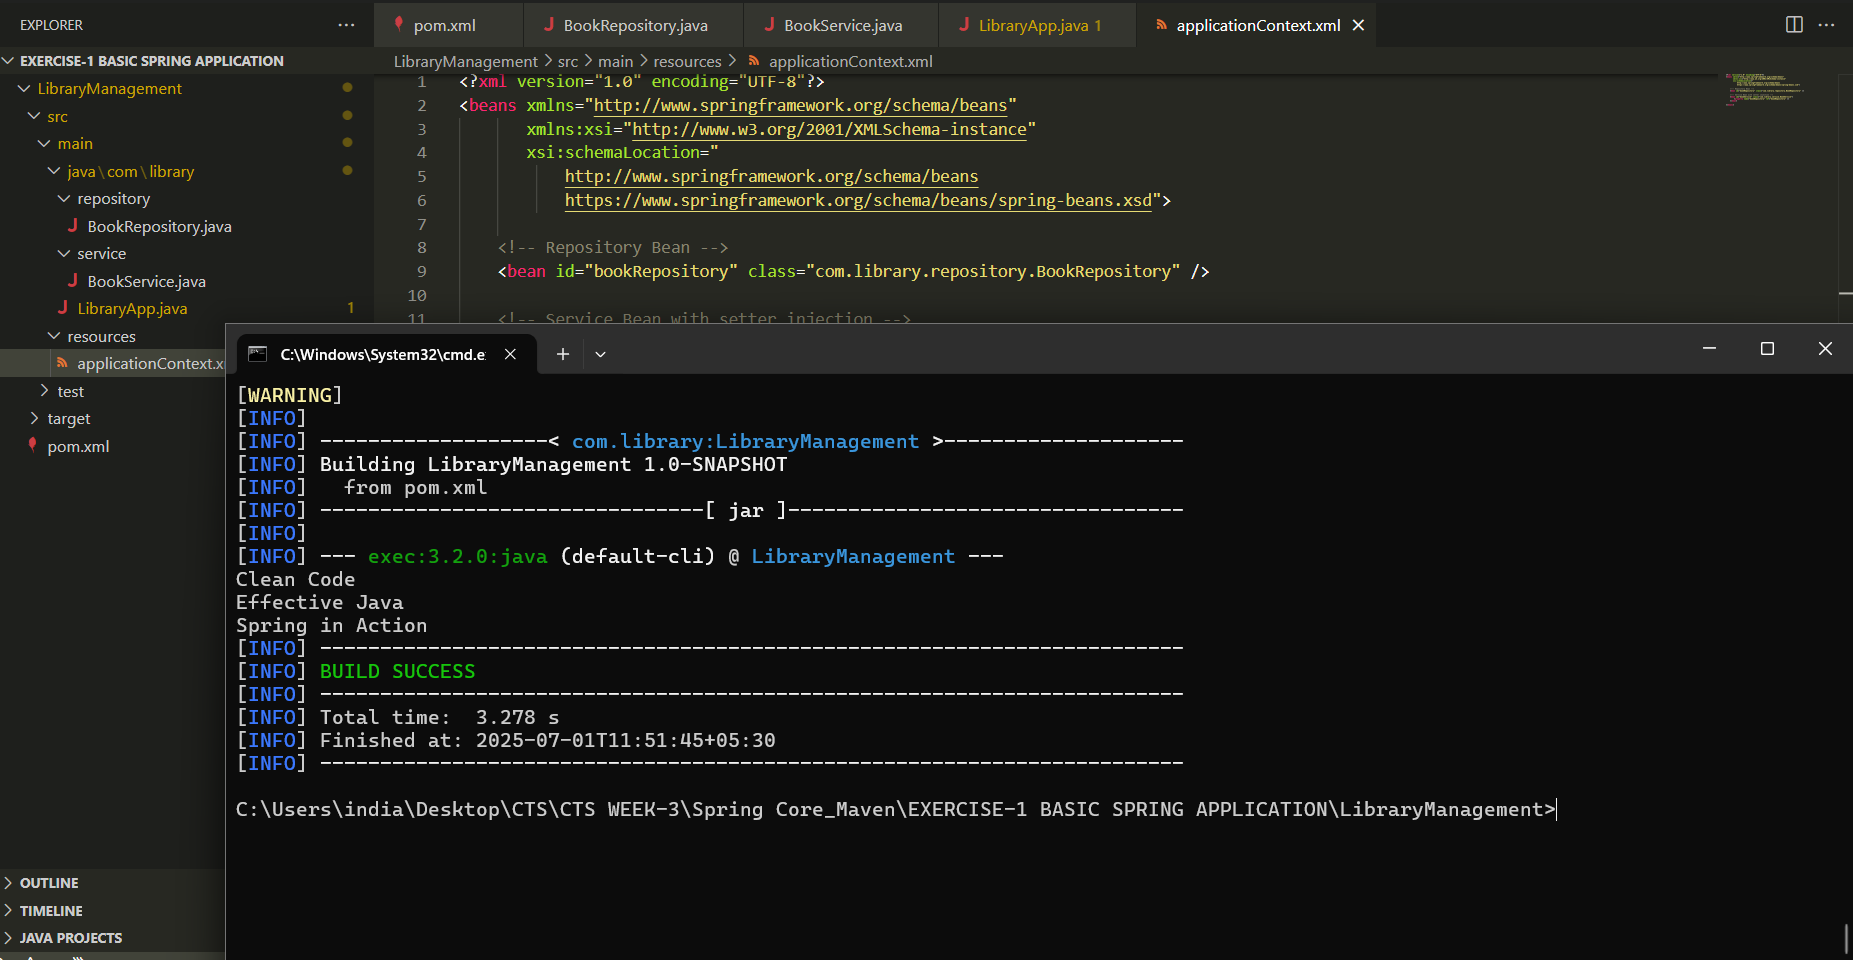 EXPLORER
EXERCISE-1 BASIC SPRING APPLICATION
LibraryManagement
src
main
java\com\library
repository
BookRepository.java
service
BookService.java
LibraryApp.java 1
resources
applicationContext.x
test
target
pom.xml
OUTLINE
TIMELINE
JAVA PROJECTS
pom.xml BookRepository.java BookService.java LibraryApp.java 1 applicationContext.xml
LibraryManagement > src > main > resources > applicationContext.xml
1 <?xml version="1.0" encoding="UTF-8"?>
2 <beans xmlns="http://www.springframework.org/schema/beans"
3 xmlns:xsi="http://www.w3.org/2001/XMLSchema-instance"
4 xsi:schemaLocation="
5 http://www.springframework.org/schema/beans
6 https://www.springframework.org/schema/beans/spring-beans.xsd">
7
8 <!-- Repository Bean -->
9 <bean id="bookRepository" class="com.library.repository.BookRepository" />
10
11 <!-- Service Bean with setter injection -->
C:\Windows\System32\cmd.e
[WARNING]
[INFO]
[INFO] -------------------< com.library:LibraryManagement >--------------------
[INFO] Building LibraryManagement 1.0-SNAPSHOT
[INFO]   from pom.xml
[INFO] --------------------------------[ jar ]---------------------------------
[INFO]
[INFO] --- exec:3.2.0:java (default-cli) @ LibraryManagement ---
Clean Code
Effective Java
Spring in Action
[INFO] ------------------------------------------------------------------------
[INFO] BUILD SUCCESS
[INFO] ------------------------------------------------------------------------
[INFO] Total time:  3.278 s
[INFO] Finished at: 2025-07-01T11:51:45+05:30
[INFO] ------------------------------------------------------------------------
C:\Users\india\Desktop\CTS\CTS WEEK-3\Spring Core_Maven\EXERCISE-1 BASIC SPRING APPLICATION\LibraryManagement>